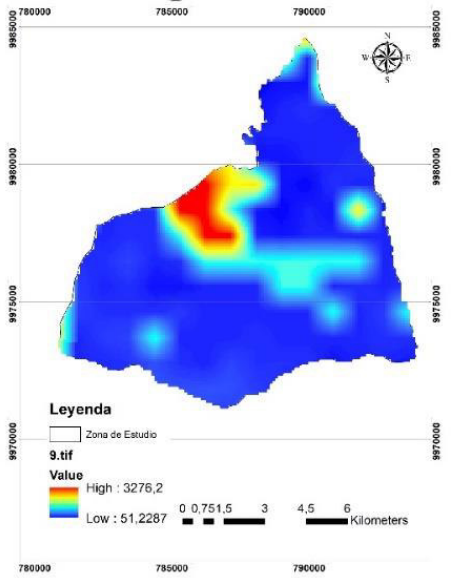 780000 785000 790000
9985000 9985000
N
W E
S
9980000 9980000
9975000 9975000
9970000 9970000
Leyenda
Zona de Estudio
9.tif
Value
High : 3276,2
Low : 51,2287
0 0,751,5 3 4,5 6
Kilometers
780000 785000 790000